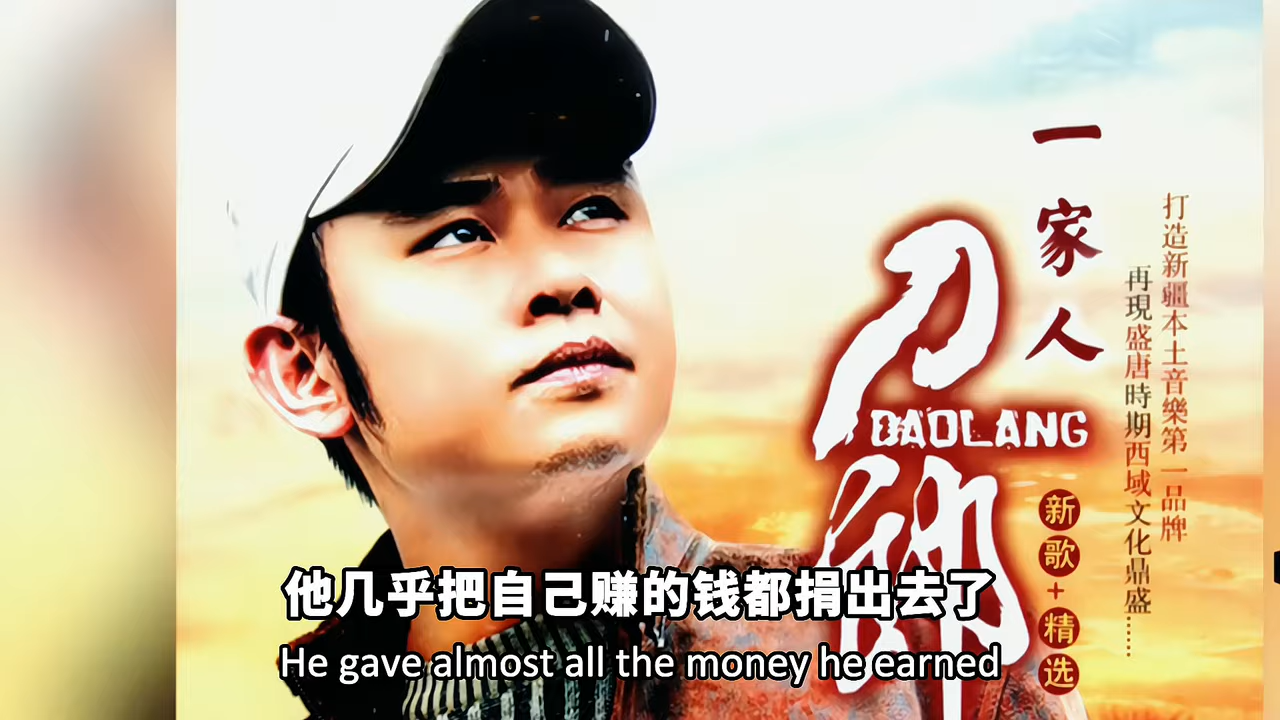 一家人
刀郎
DAOLANG
新歌+精选
打造新疆本土音樂第一品牌
再現盛唐時期西域文化鼎盛……
他几乎把自己赚的钱都捐出去了
He gave almost all the money he earned